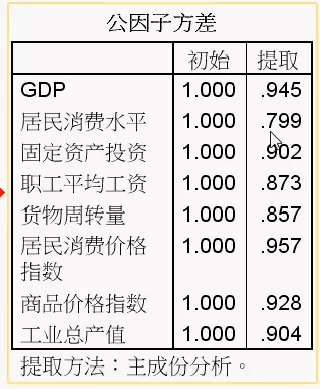 公因子方差
初始 提取
GDP 1.000 .945
居民消费水平 1.000 .799
固定资产投资 1.000 .902
职工平均工资 1.000 .873
货物周转量 1.000 .857
居民消费价格 1.000 .957
指数
商品价格指数 1.000 .928
工业总产值 1.000 .904
提取方法：主成份分析。